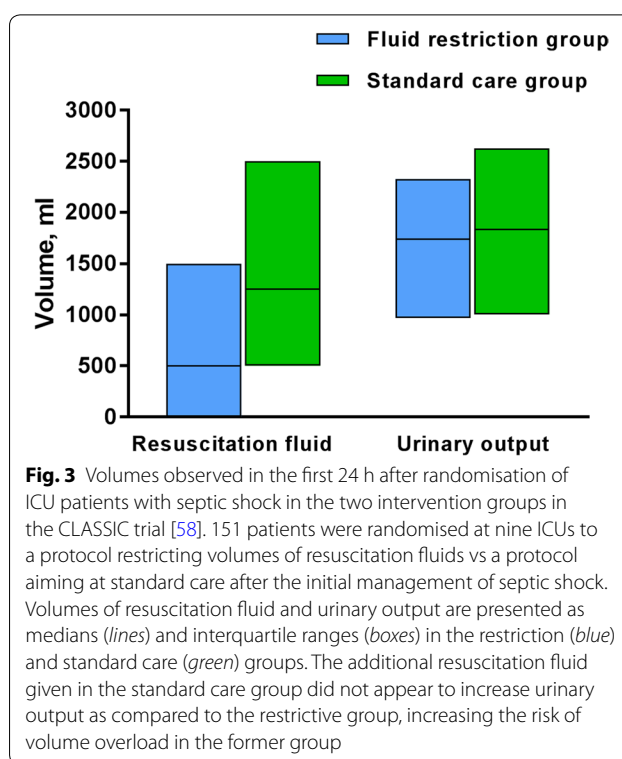 Fluid restriction group
Standard care group
3000
2500
2000
1500
1000
500
0
Volume, ml
Resuscitation fluid Urinary output
Fig. 3 Volumes observed in the first 24 h after randomisation of
ICU patients with septic shock in the two intervention groups in
the CLASSIC trial [58]. 151 patients were randomised at nine ICUs to
a protocol restricting volumes of resuscitation fluids vs a protocol
aiming at standard care after the initial management of septic shock.
Volumes of resuscitation fluid and urinary output are presented as
medians (lines) and interquartile ranges (boxes) in the restriction (blue)
and standard care (green) groups. The additional resuscitation fluid
given in the standard care group did not appear to increase urinary
output as compared to the restrictive group, increasing the risk of
volume overload in the former group